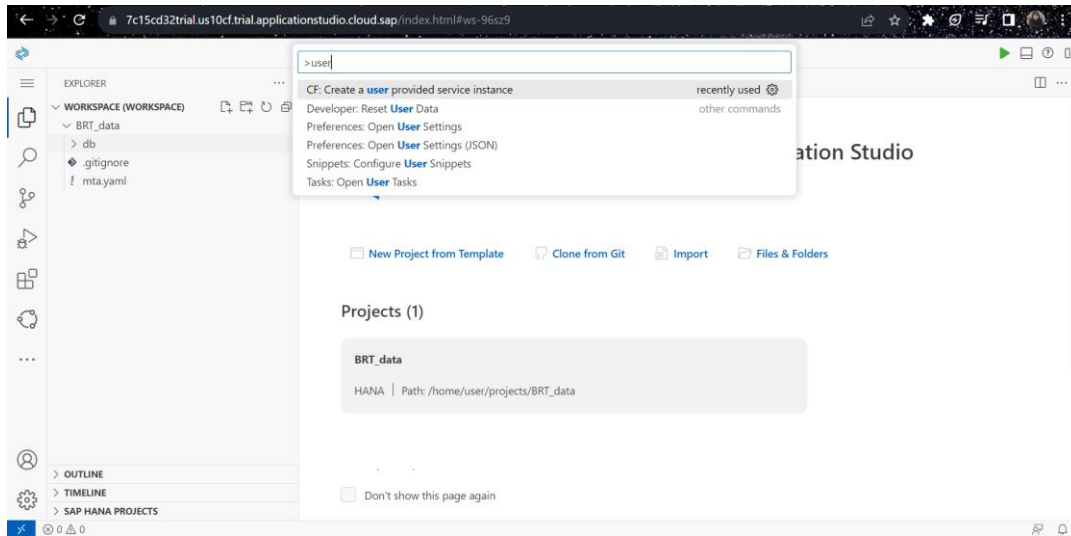 7c15cd32trial.us10cf.trial.applicationstudio.cloud.sap/index.html#ws-96sz9
>user
EXPLORER
CF: Create a user provided service instance recently used
WORKSPACE (WORKSPACE)
Developer: Reset User Data other commands
BRT_data
Preferences: Open User Settings
> db
Preferences: Open User Settings (JSON)
.gitignore
ation Studio
Snippets: Configure User Snippets
! mta.yaml
Tasks: Open User Tasks
New Project from Template Clone from Git Import Files & Folders
Projects (1)
BRT_data
HANA | Path: /home/user/projects/BRT_data
> OUTLINE
> TIMELINE
Don't show this page again
> SAP HANA PROJECTS
0 0